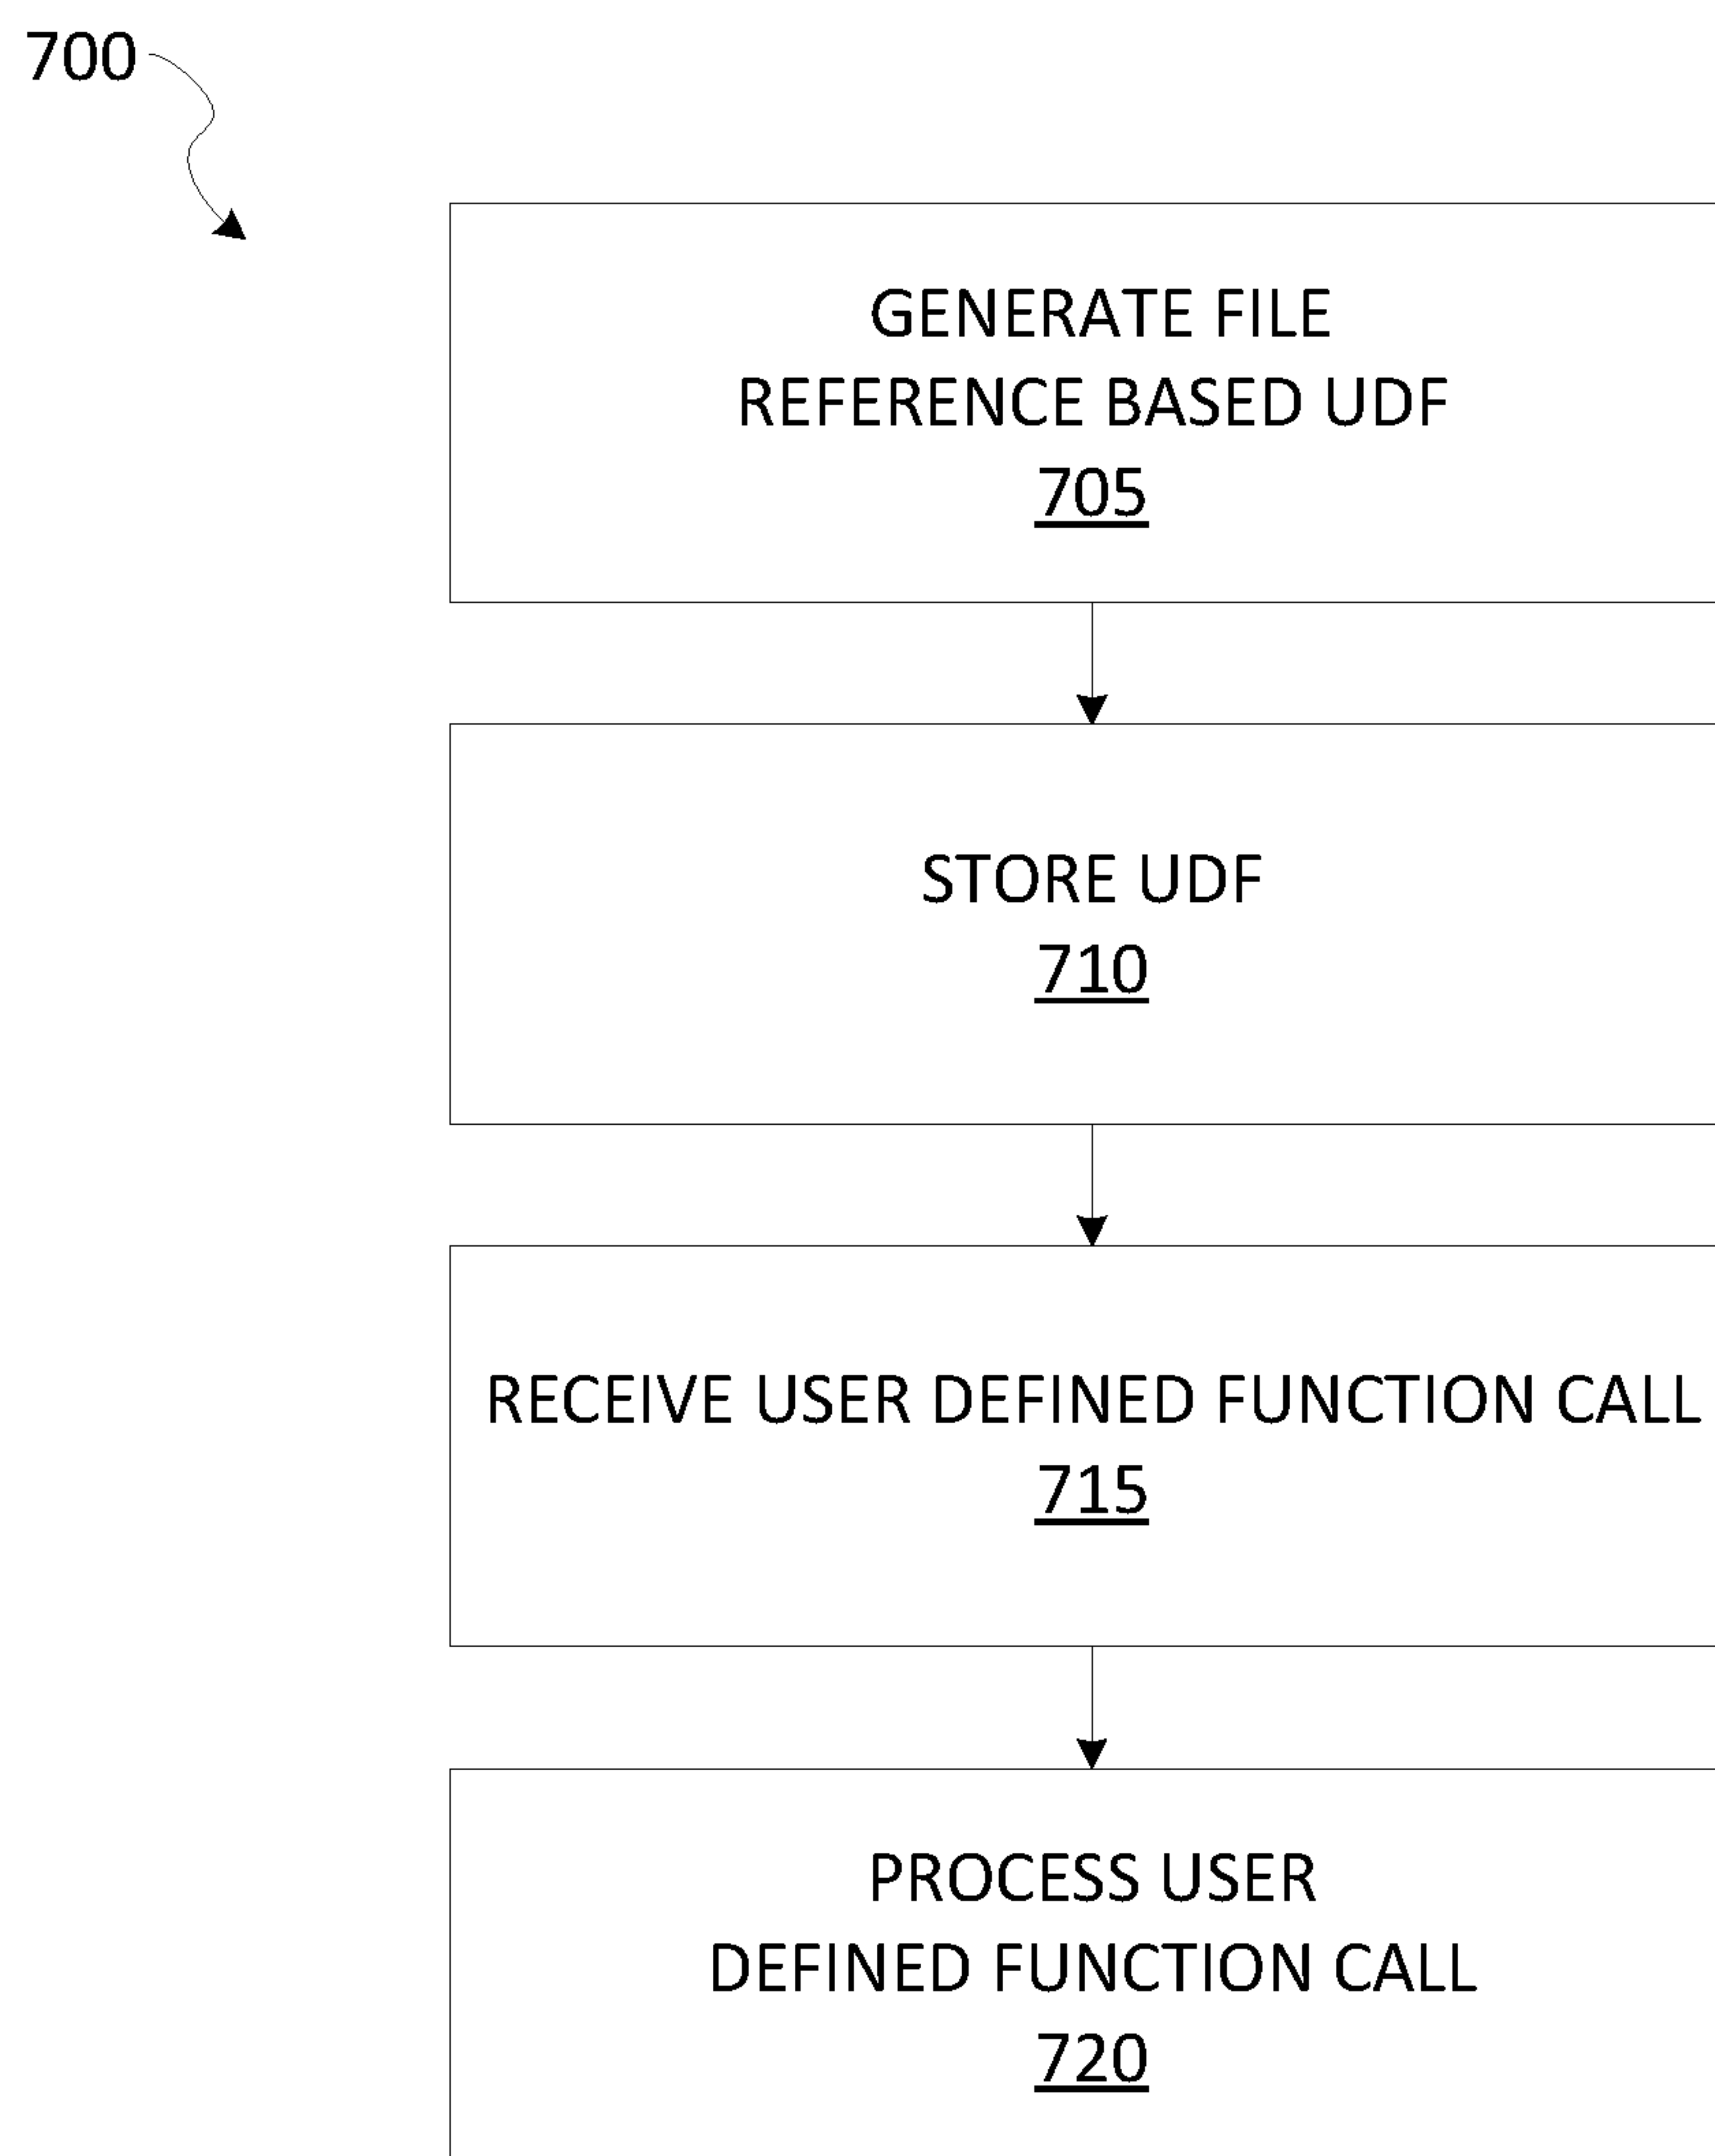 700
GENERATE FILE
REFERENCE BASED UDF
705
STORE UDF
710
RECEIVE USER DEFINED FUNCTION CALL
715
PROCESS USER
DEFINED FUNCTION CALL
720